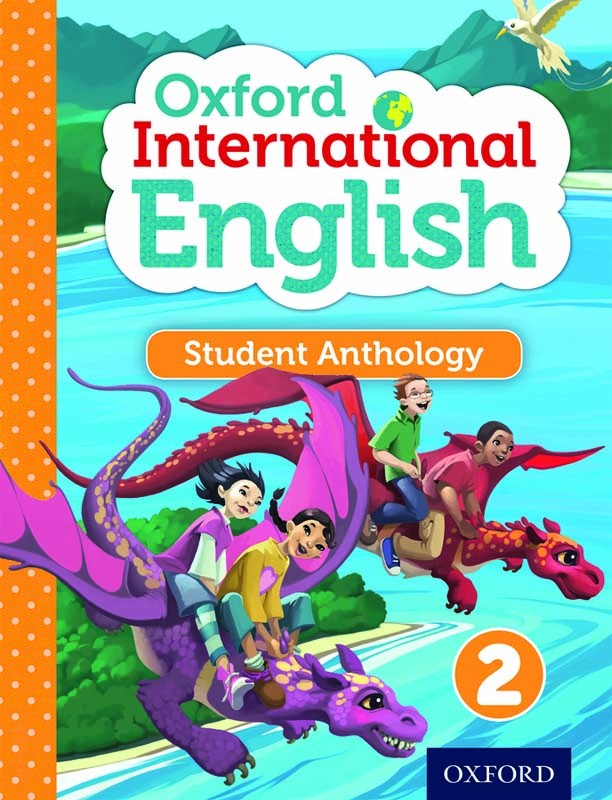 Oxford
International
English
Student Anthology
2
OXFORD